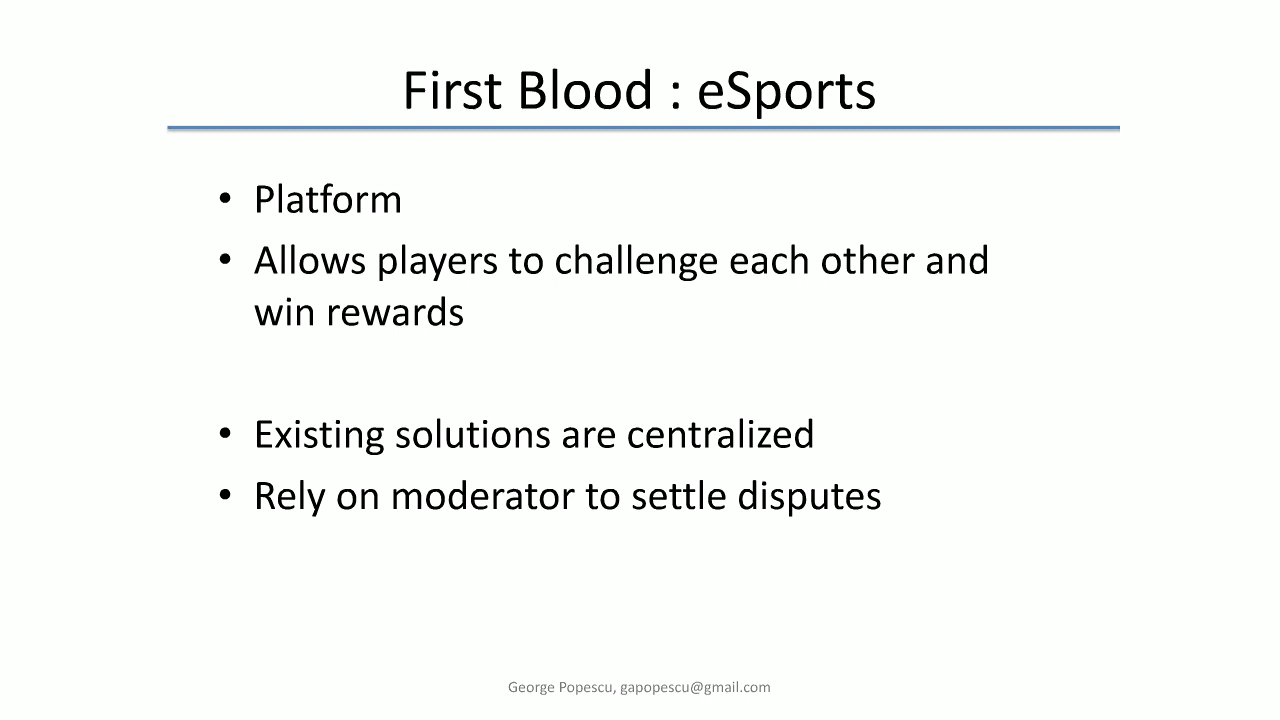 First Blood : eSports
• Platform
• Allows players to challenge each other and
win rewards
• Existing solutions are centralized
• Rely on moderator to settle disputes
George Popescu, gapopescu@gmail.com